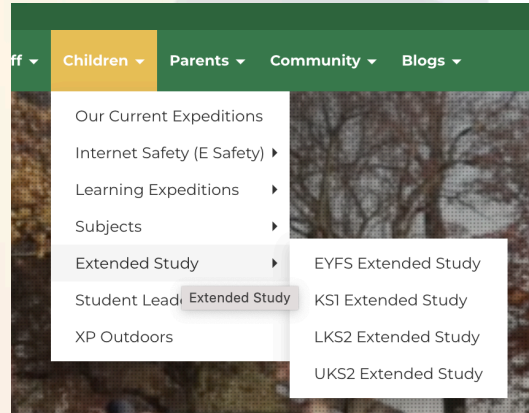 ff
Children
Parents
Community
Blogs
Our Current Expeditions
Internet Safety (E Safety)
Learning Expeditions
Subjects
Extended Study
EYFS Extended Study
Student Lead
Extended Study
KS1 Extended Study
XP Outdoors
LKS2 Extended Study
UKS2 Extended Study